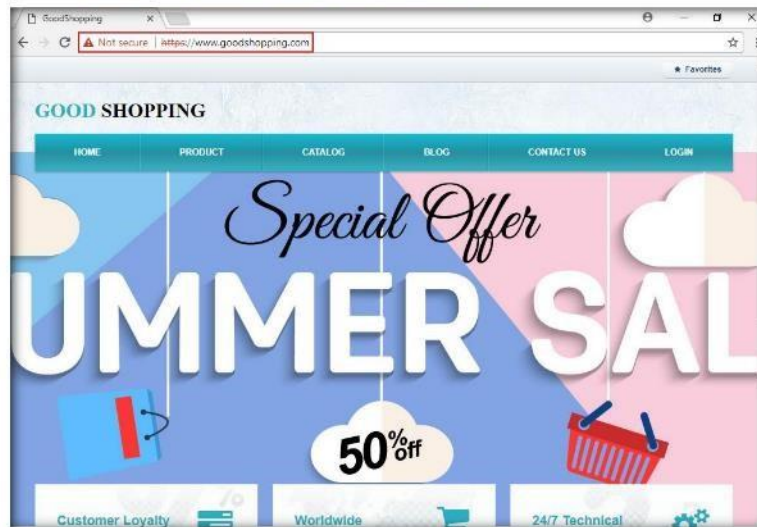 GoodShopping
Not secure | https://www.goodshopping.com
★ Favorites
GOOD SHOPPING
HOME PRODUCT CATALOG BLOG CONTACT US LOGIN
Special Offer
UMMER SAL
50% off
Customer Loyalty Worldwide 24/7 Technical